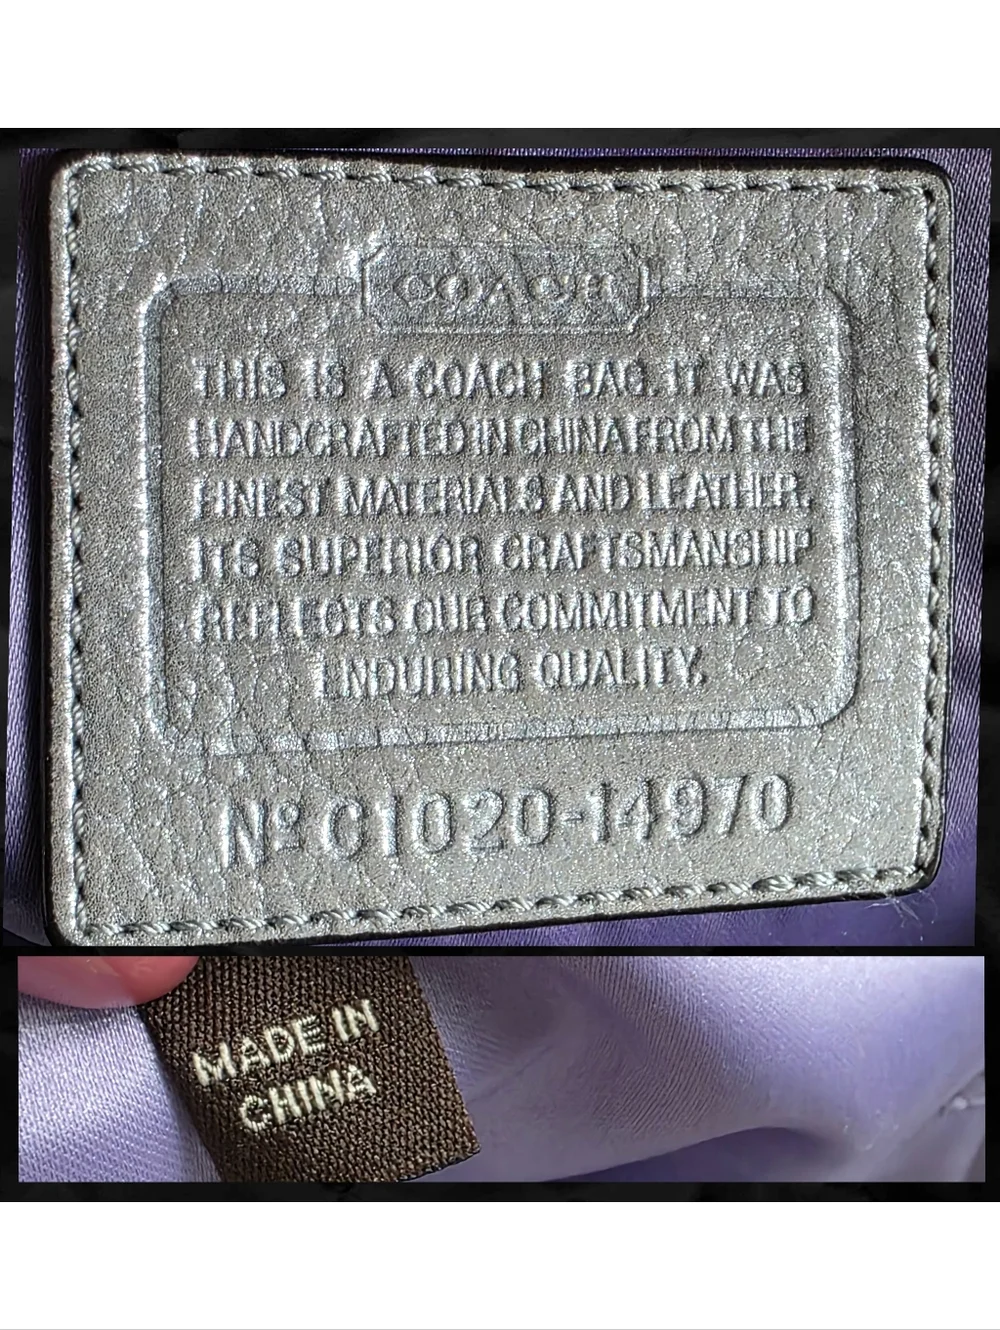 COACH
THIS IS A COACH BAG. IT WAS
HANDCRAFTED IN CHINA FROM THE
FINEST MATERIALS AND LEATHER.
ITS SUPERIOR CRAFTSMANSHIP
REFLECTS OUR COMMITMENT TO
ENDURING QUALITY.
Nº C1020-14970
MADE IN
CHINA